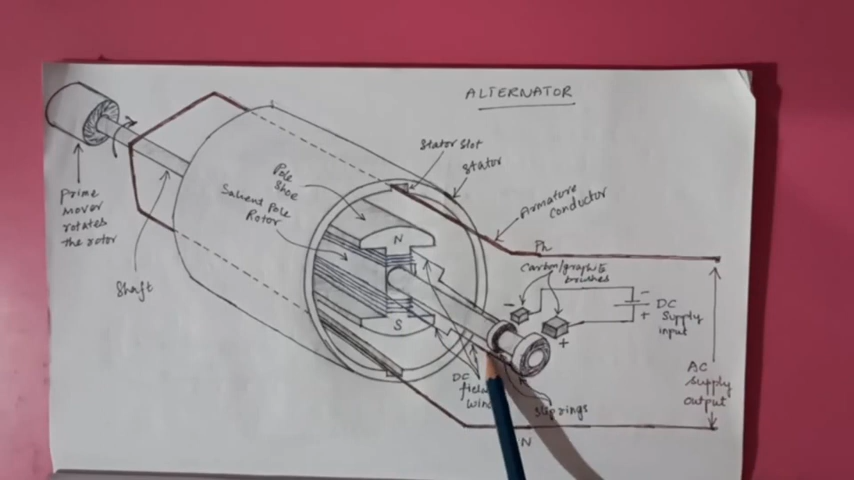 ALTERNATOR
Stator Slot
Stator
Armature
Conductor
Pole
Shoe
Salient Pole
Rotor
Prime
mover
rotates
the rotor
Shaft
N
S
Ph
Carbon/graphite
brushes
-
+
-
+
DC
Supply
input
AC
Supply
output
DC
field
Slip rings
N